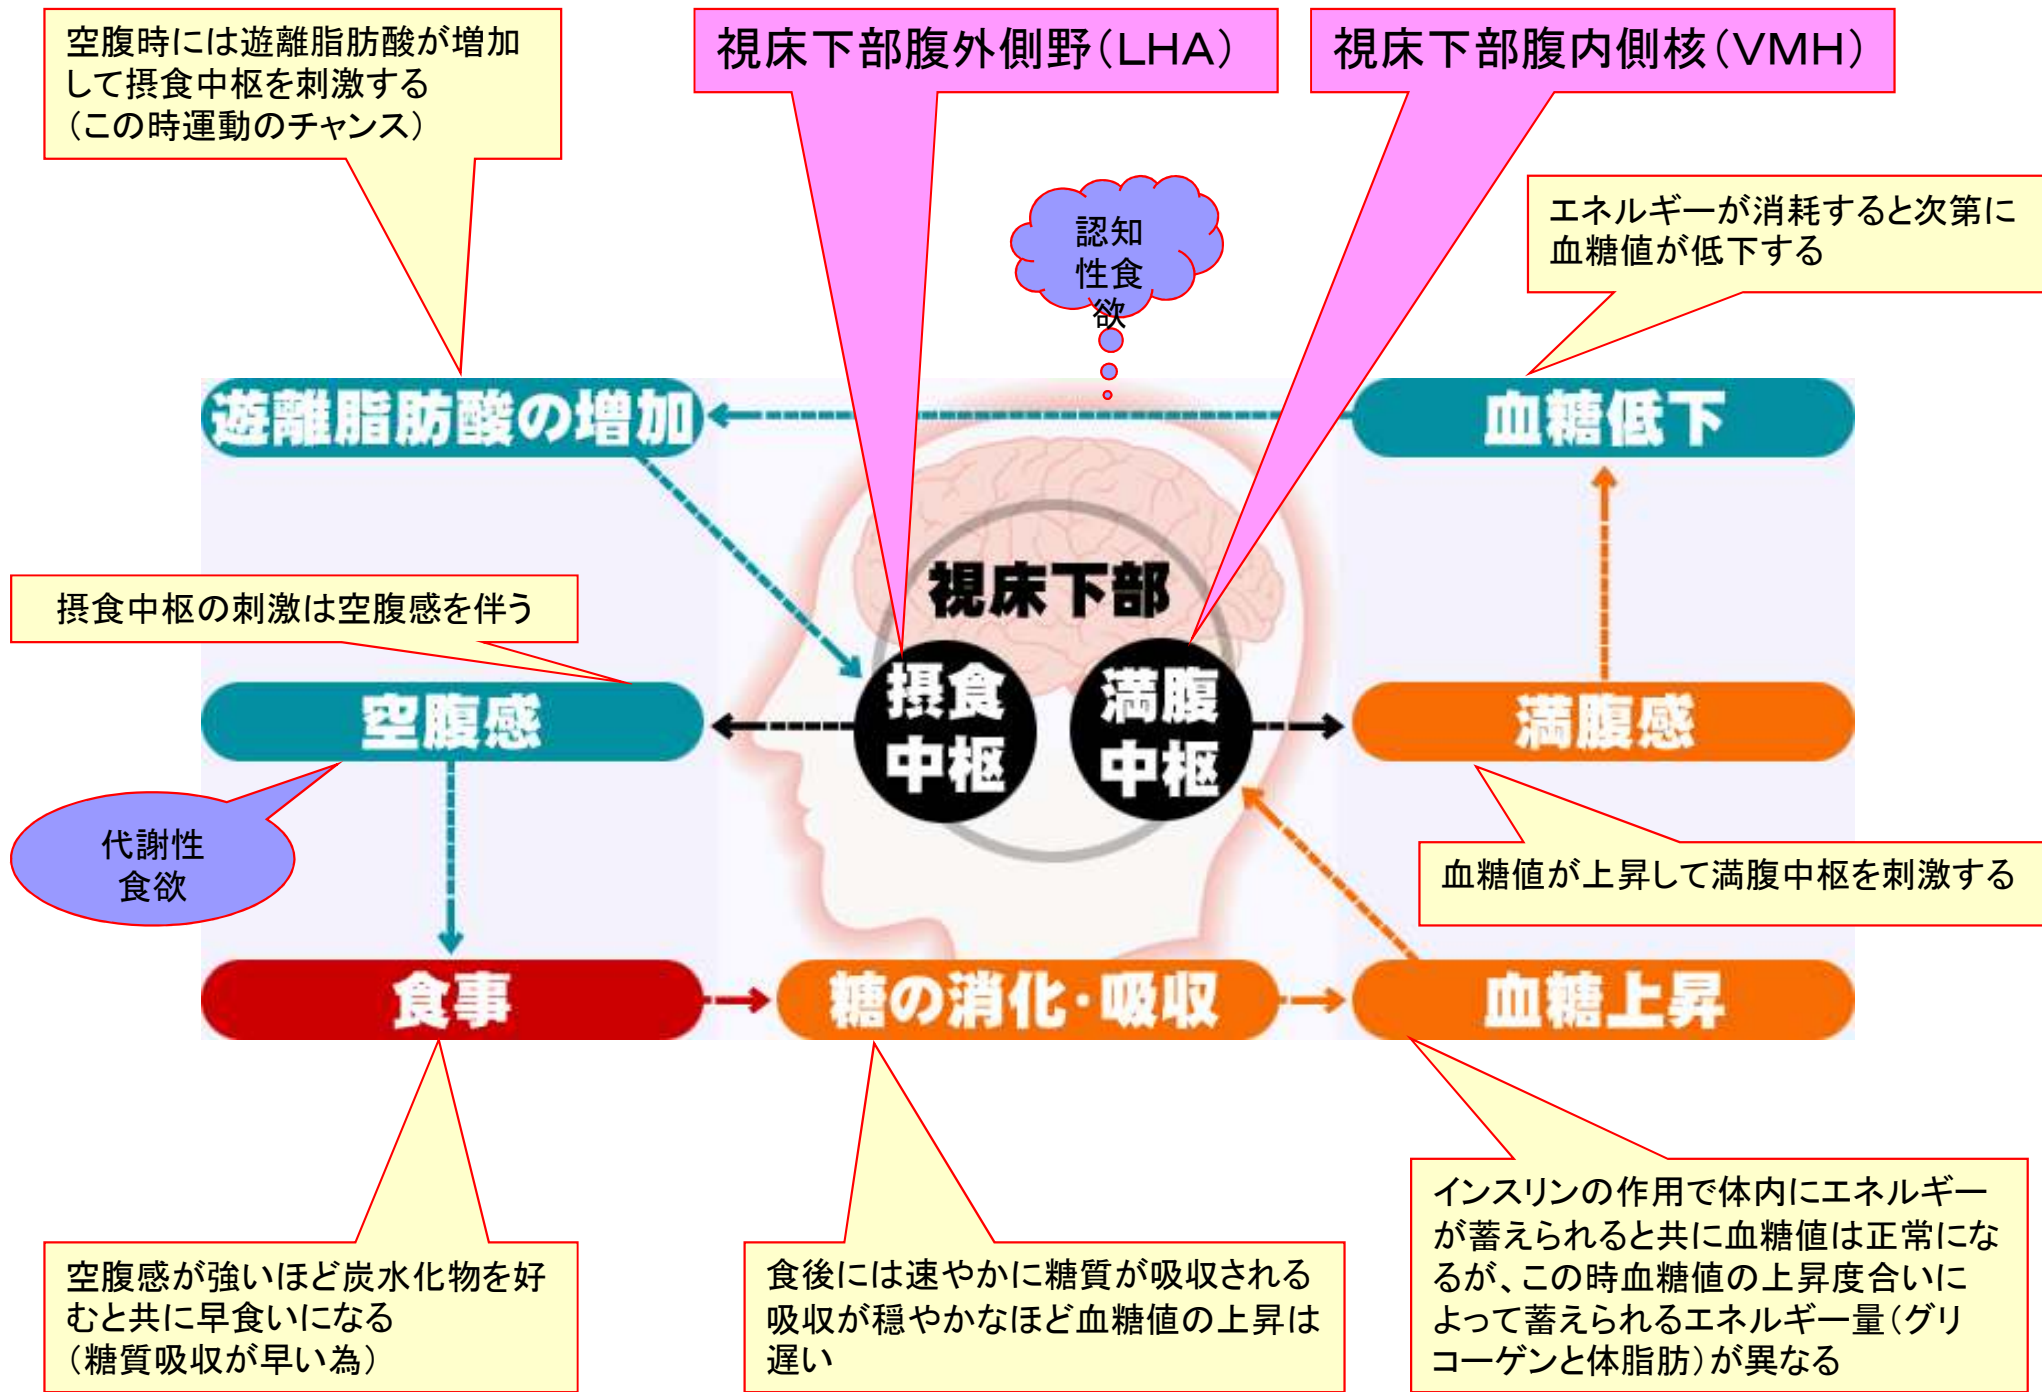 空腹時には遊離脂肪酸が増加
して摂食中枢を刺激する
（この時運動のチャンス）
視床下部腹外側野（ＬＨＡ）
視床下部腹内側核（ＶＭＨ）
認知
性食
欲
エネルギーが消耗すると次第に
血糖値が低下する
遊離脂肪酸の増加
血糖低下
視床下部
摂食中枢の刺激は空腹感を伴う
空腹感
摂食
中枢
満腹
中枢
満腹感
代謝性
食欲
血糖値が上昇して満腹中枢を刺激する
食事
糖の消化・吸収
血糖上昇
空腹感が強いほど炭水化物を好
むと共に早食いになる
（糖質吸収が早い為）
食後には速やかに糖質が吸収される
吸収が穏やかなほど血糖値の上昇は
遅い
インスリンの作用で体内にエネルギー
が蓄えられると共に血糖値は正常にな
るが、この時血糖値の上昇度合いに
よって蓄えられるエネルギー量（グリ
コーゲンと体脂肪）が異なる